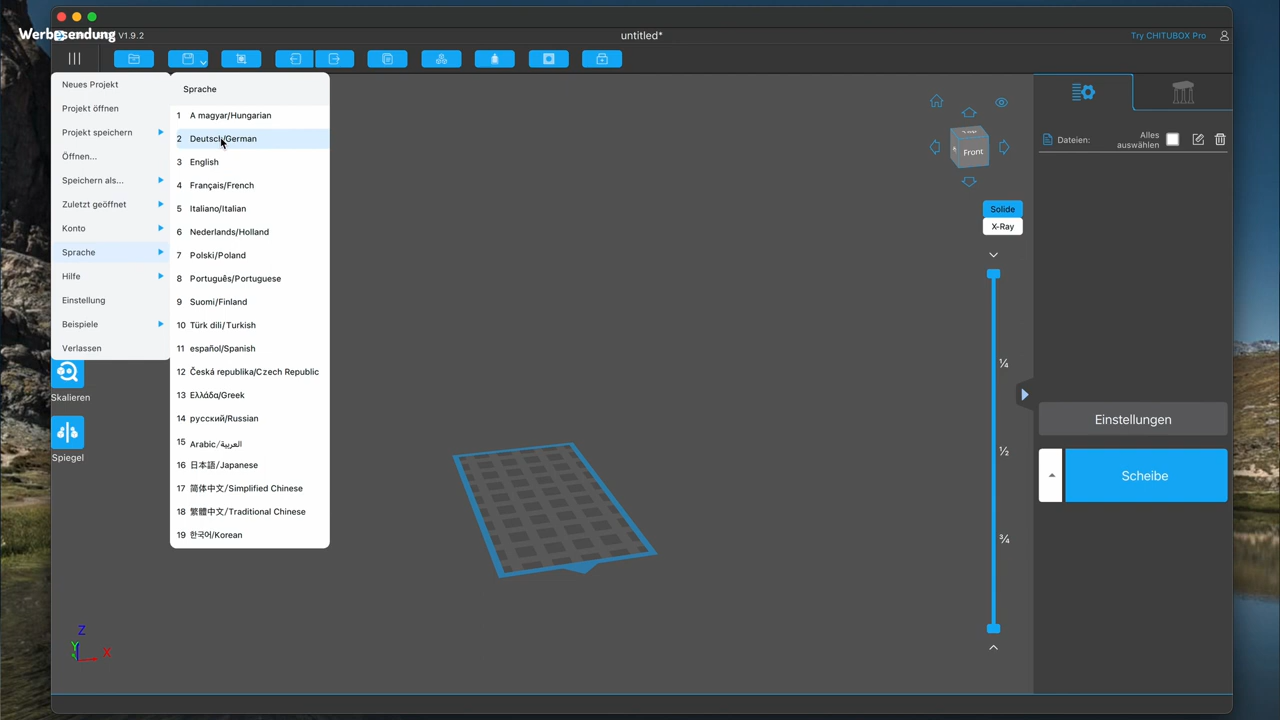 Werbesendung
V1.9.2
untitled*
Try CHITUBOX Pro
Neues Projekt
Projekt öffnen
Projekt speichern
Öffnen...
Speichern als...
Zuletzt geöffnet
Konto
Sprache
Hilfe
Einstellung
Beispiele
Verlassen
Sprache
1 A magyar/Hungarian
2 Deutsch/German
3 English
4 Français/French
5 Italiano/Italian
6 Nederlands/Holland
7 Polski/Poland
8 Português/Portuguese
9 Suomi/Finland
10 Türk dili/Turkish
11 español/Spanish
12 Česká republika/Czech Republic
13 Ελλάδα/Greek
14 русский/Russian
15 Arabic/العربية
16 日本語/Japanese
17 简体中文/Simplified Chinese
18 繁體中文/Traditional Chinese
19 한국어/Korean
Skalieren
Spiegel
Z
Y
X
Front
Solide
X-Ray
¼
½
¾
Dateien:
Alles
auswählen
Einstellungen
Scheibe